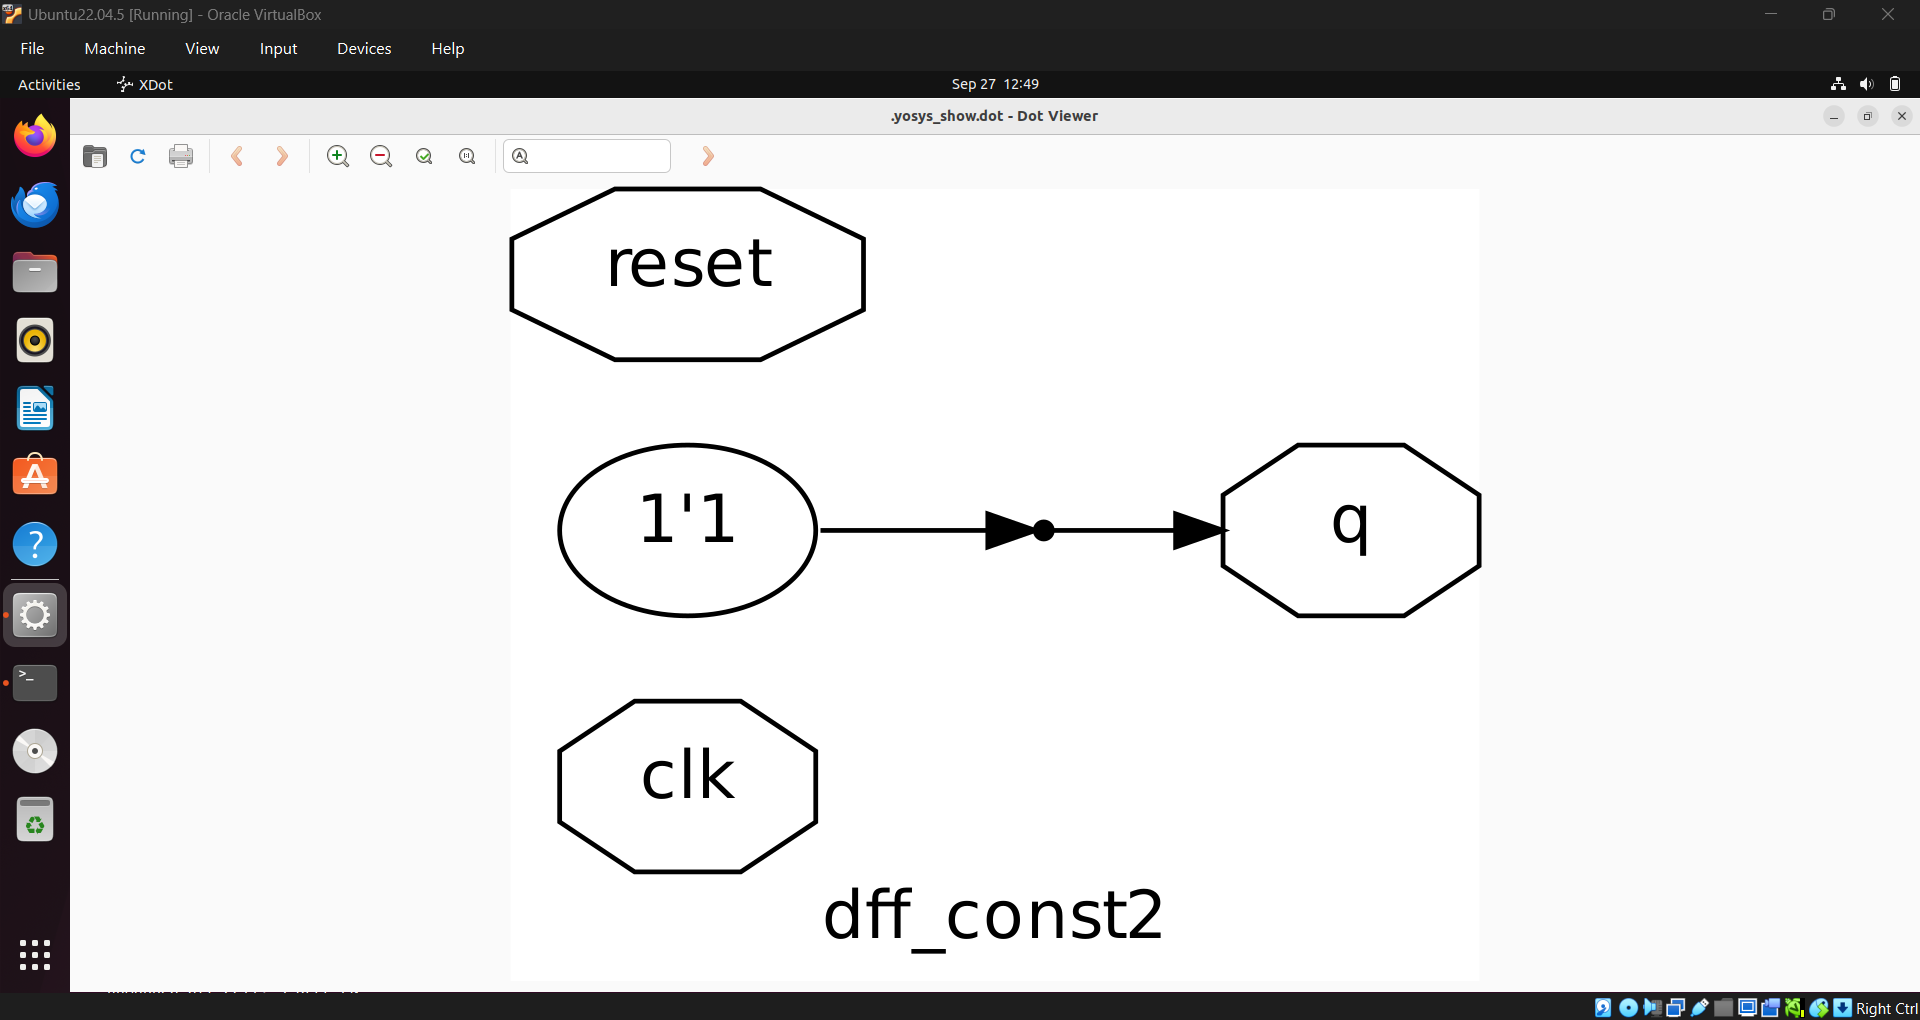 Ubuntu22.04.5 [Running] - Oracle VirtualBox
File Machine View Input Devices Help
Activities XDot Sep 27 12:49
.yosys_show.dot - Dot Viewer
reset
1'1 q
clk
dff_const2
Right Ctrl